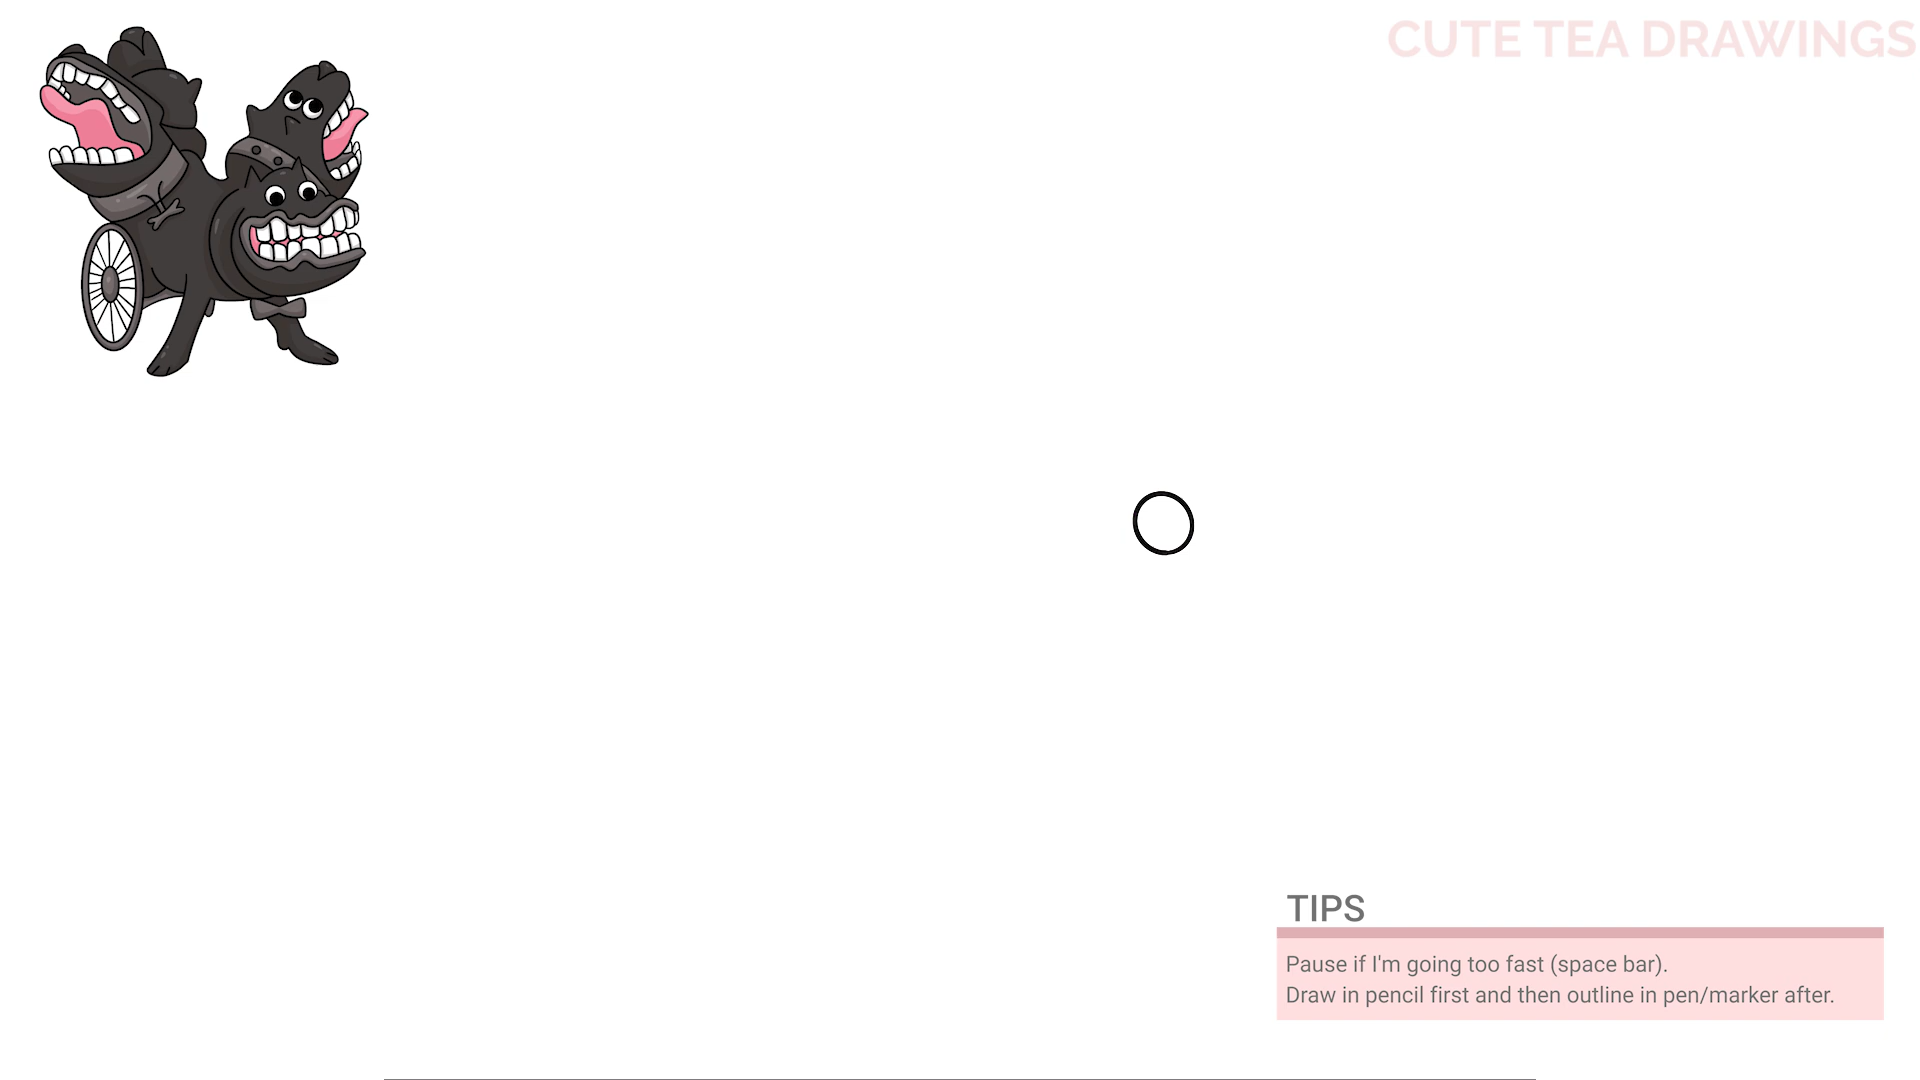 CUTE TEA DRAWINGS
TIPS
Pause if I'm going too fast (space bar).
Draw in pencil first and then outline in pen/marker after.